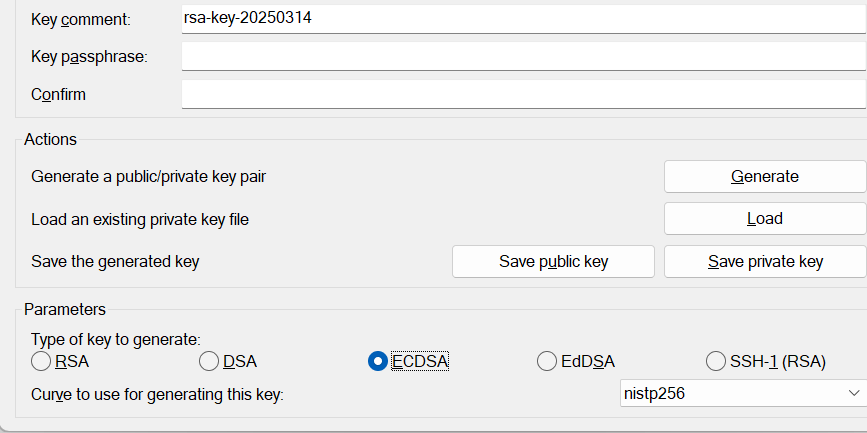 Key comment: rsa-key-20250314
Key passphrase:
Confirm
Actions
Generate a public/private key pair Generate
Load an existing private key file Load
Save the generated key Save public key Save private key
Parameters
Type of key to generate:
RSA DSA ECDSA EdDSA SSH-1 (RSA)
Curve to use for generating this key: nistp256